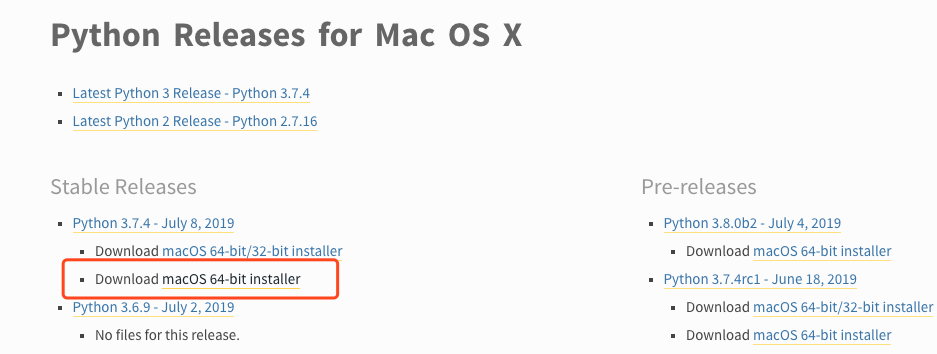 Python Releases for Mac OS X
Latest Python 3 Release - Python 3.7.4
Latest Python 2 Release - Python 2.7.16
Stable Releases
Python 3.7.4 - July 8, 2019
Download macOS 64-bit/32-bit installer
Download macOS 64-bit installer
Python 3.6.9 - July 2, 2019
No files for this release.
Pre-releases
Python 3.8.0b2 - July 4, 2019
Download macOS 64-bit installer
Python 3.7.4rc1 - June 18, 2019
Download macOS 64-bit/32-bit installer
Download macOS 64-bit installer